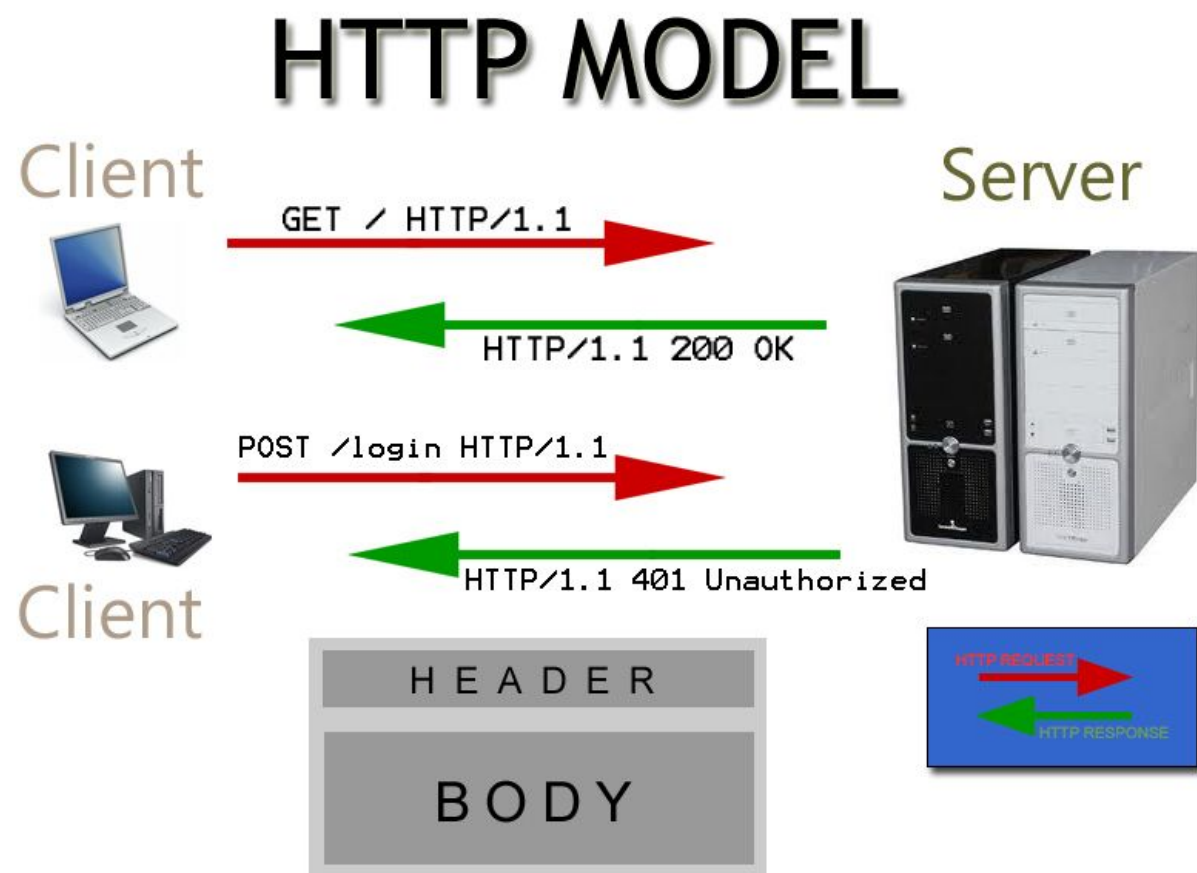 HTTP MODEL
Client
Server
GET / HTTP/1.1
HTTP/1.1 200 OK
POST /login HTTP/1.1
HTTP/1.1 401 Unauthorized
Client
HEADER
BODY
HTTP REQUEST
HTTP RESPONSE